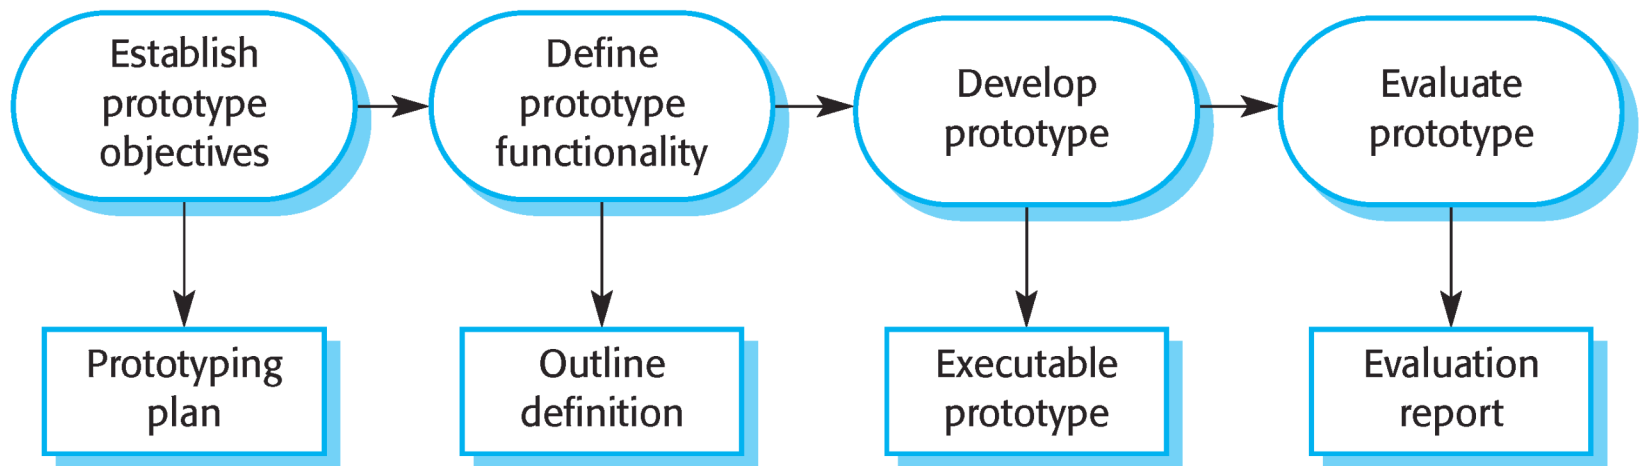 Establish
prototype
objectives
Define
prototype
functionality
Develop
prototype
Evaluate
prototype
Prototyping
plan
Outline
definition
Executable
prototype
Evaluation
report